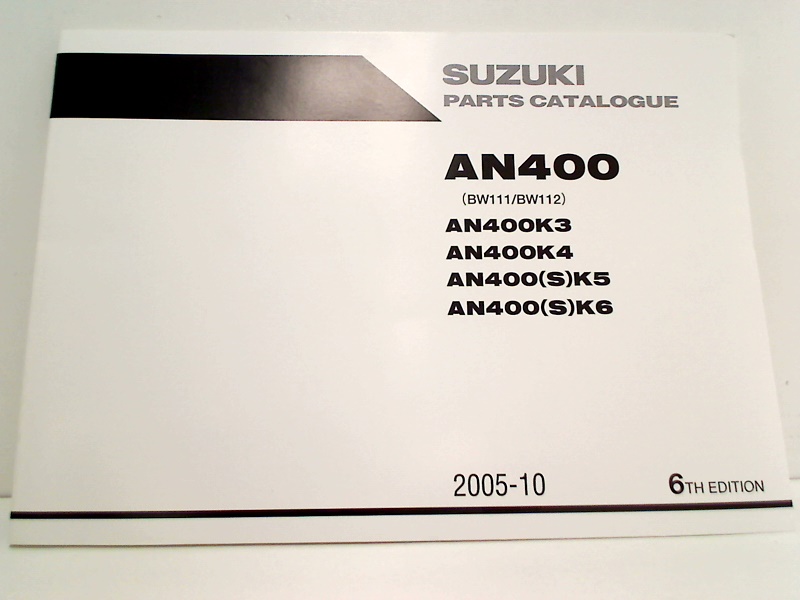 SUZUKI
PARTS CATALOGUE
AN400
(BW111/BW112)
AN400K3
AN400K4
AN400(S)K5
AN400(S)K6
2005-10
6TH EDITION